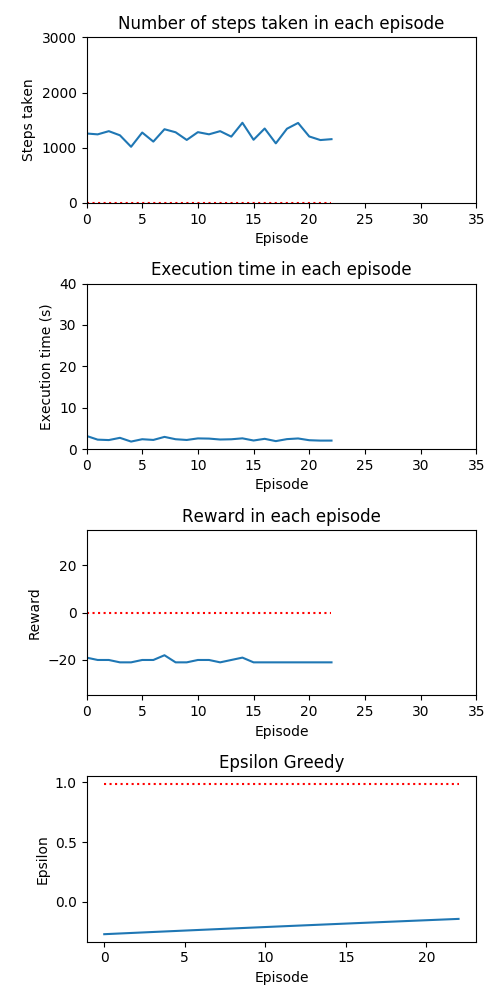 Number of steps taken in each episode
3000
2000
1000
0
Steps taken
0 5 10 15 20 25 30 35
Episode
Execution time in each episode
40
30
20
10
0
Execution time (s)
0 5 10 15 20 25 30 35
Episode
Reward in each episode
20
0
−20
Reward
0 5 10 15 20 25 30 35
Episode
Epsilon Greedy
1.0
0.5
0.0
Epsilon
0 5 10 15 20
Episode